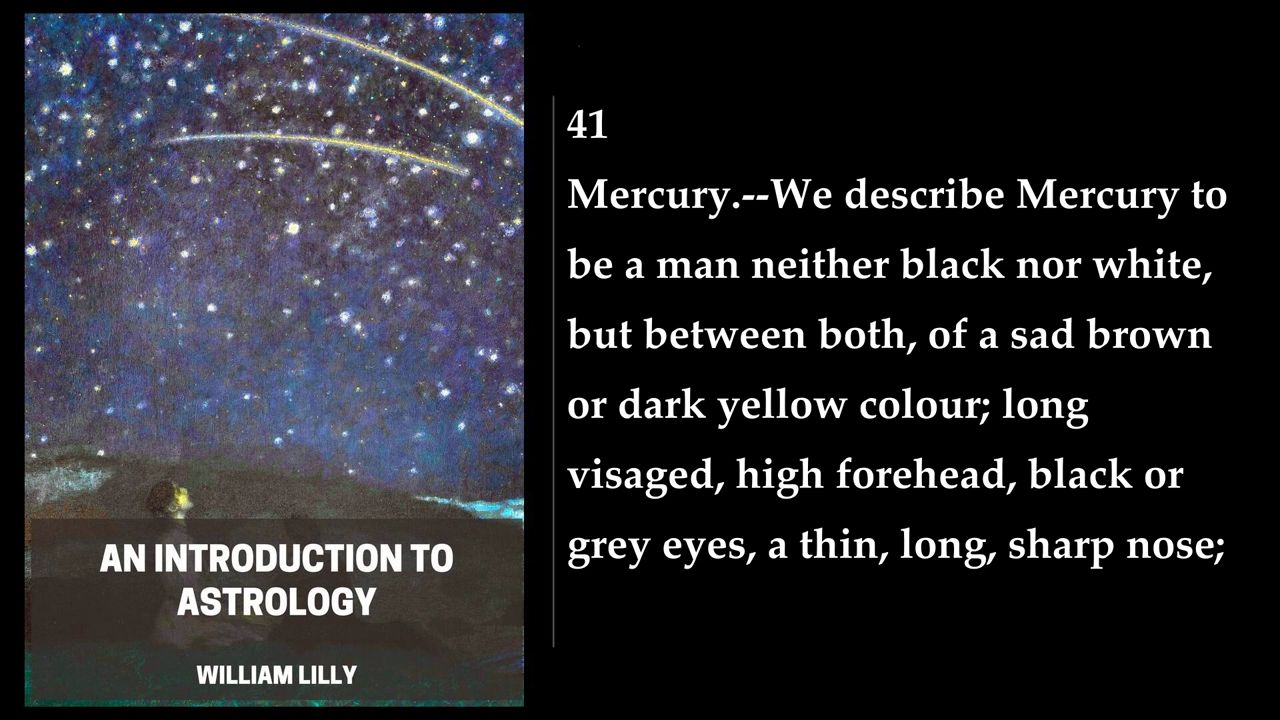 AN INTRODUCTION TO
ASTROLOGY
WILLIAM LILLY
41
Mercury.--We describe Mercury to
be a man neither black nor white,
but between both, of a sad brown
or dark yellow colour; long
visaged, high forehead, black or
grey eyes, a thin, long, sharp nose;